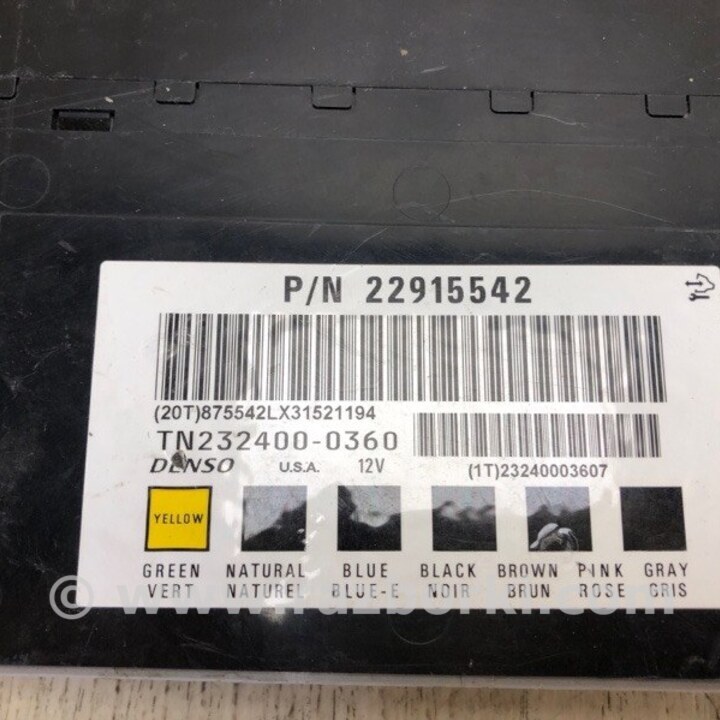 P/N 22915542
(20T)875542LX31521194
TN232400-0360
(1T)23240003607
DENSO U.S.A. 12V
YELLOW
GREEN NATURAL BLUE BLACK BROWN PINK GRAY
VERT NATUREL BLUE-E NOIR BRUN ROSE GRIS